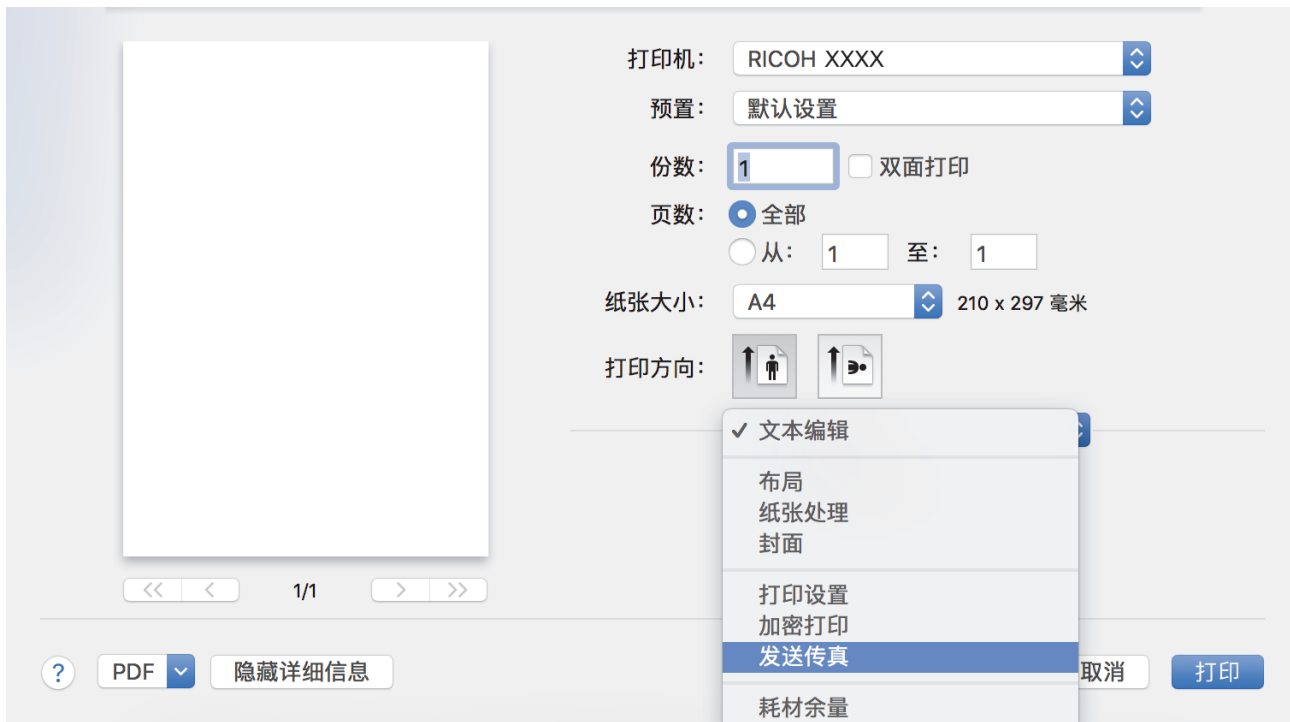 打印机： RICOH XXXX
预置： 默认设置
份数： 1 双面打印
页数： 全部
从： 1 至： 1
纸张大小： A4 210 x 297 毫米
打印方向：
✓ 文本编辑
布局
纸张处理
封面
打印设置
加密打印
发送传真
耗材余量
<< < 1/1 > >>
? PDF 隐藏详细信息 取消 打印